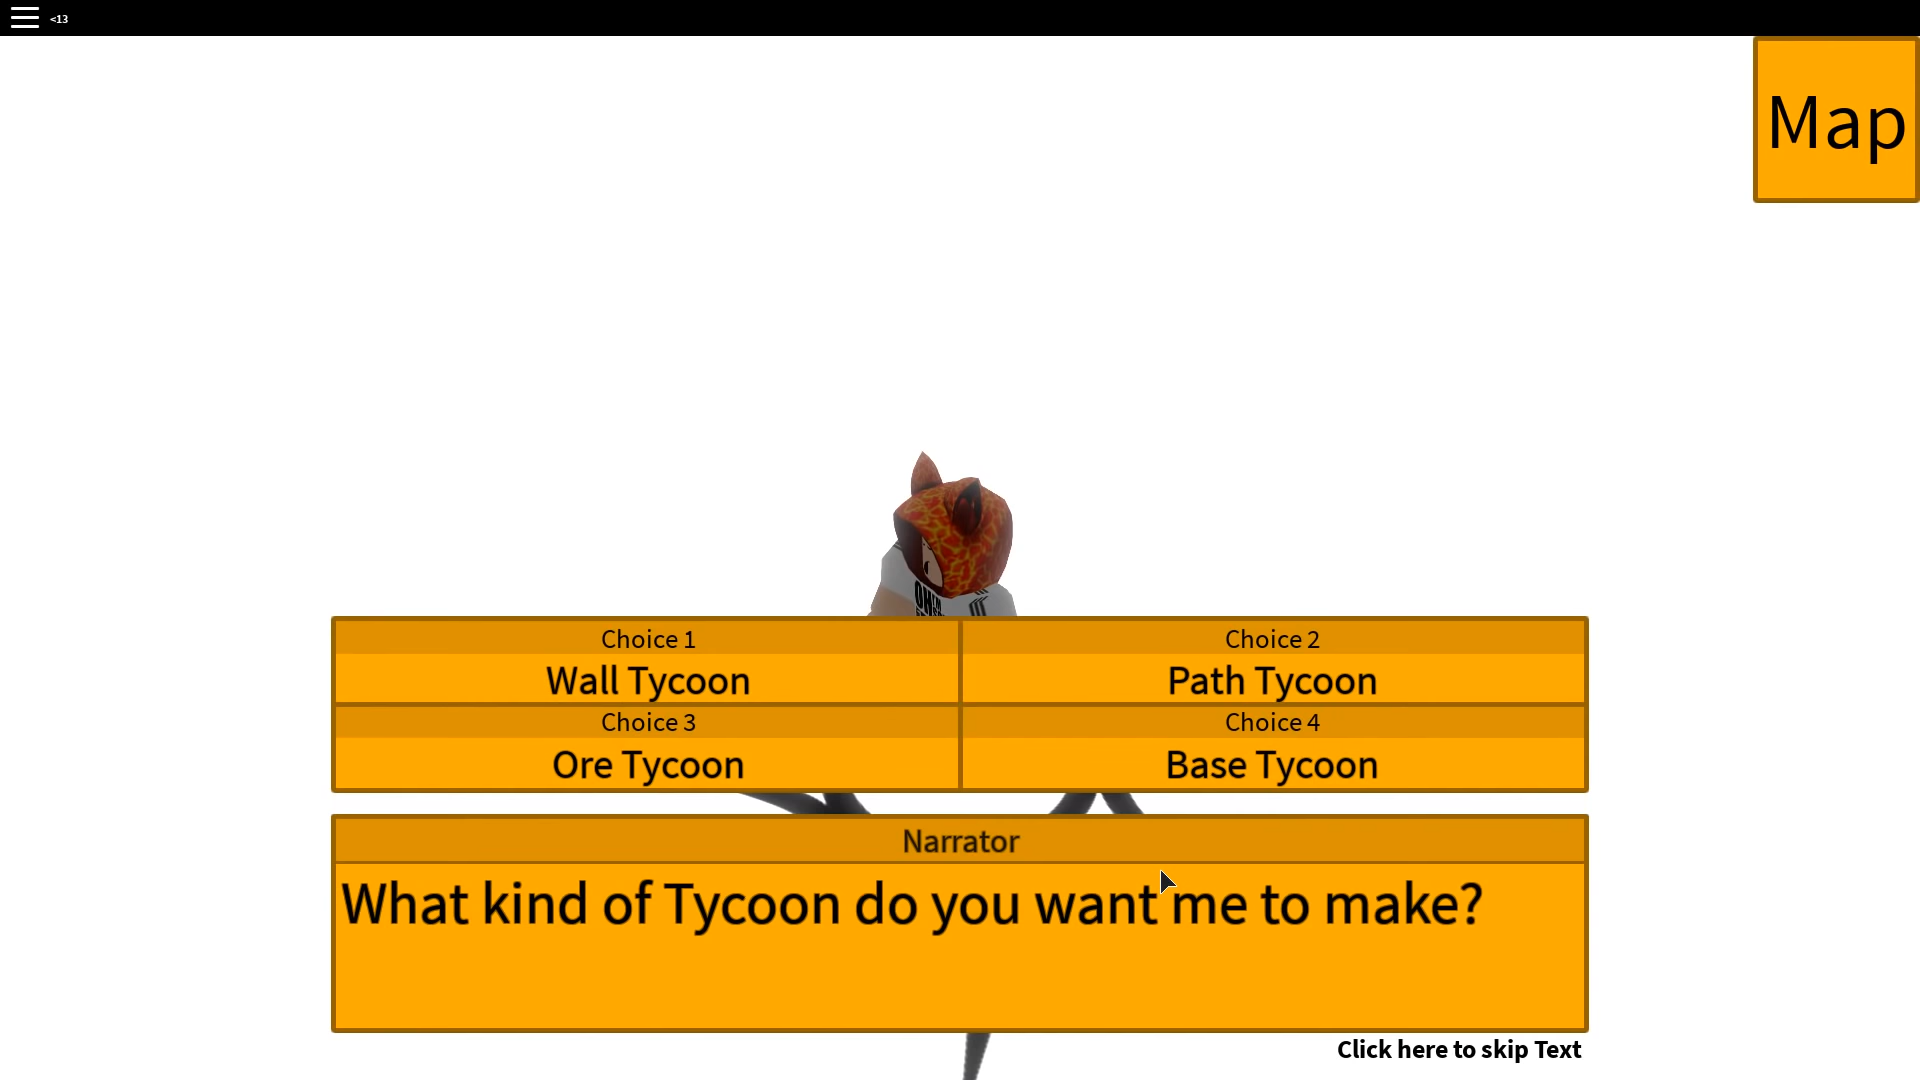 <13
Map
Choice 1
Wall Tycoon
Choice 2
Path Tycoon
Choice 3
Ore Tycoon
Choice 4
Base Tycoon
Narrator
What kind of Tycoon do you want me to make?
Click here to skip Text